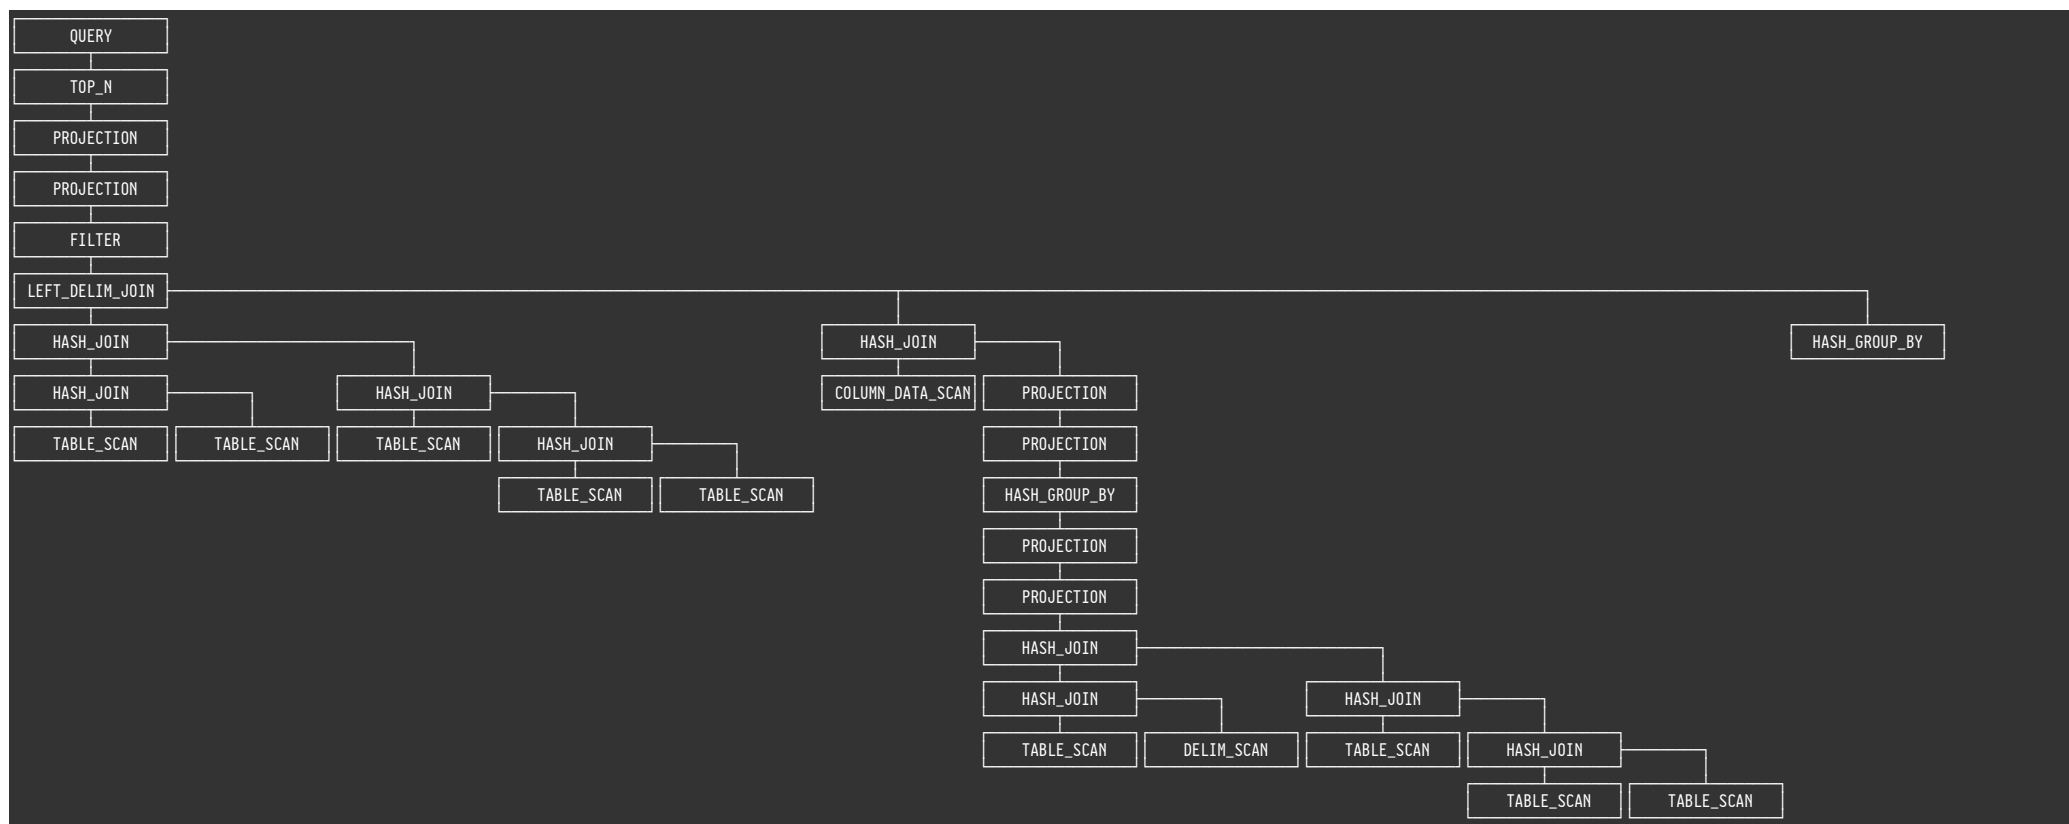 QUERY
TOP_N
PROJECTION
PROJECTION
FILTER
LEFT_DELIM_JOIN
HASH_JOIN HASH_JOIN HASH_GROUP_BY
HASH_JOIN HASH_JOIN COLUMN_DATA_SCAN PROJECTION
TABLE_SCAN TABLE_SCAN TABLE_SCAN HASH_JOIN PROJECTION
TABLE_SCAN TABLE_SCAN HASH_GROUP_BY
PROJECTION
PROJECTION
HASH_JOIN
HASH_JOIN HASH_JOIN
TABLE_SCAN DELIM_SCAN TABLE_SCAN HASH_JOIN
TABLE_SCAN TABLE_SCAN